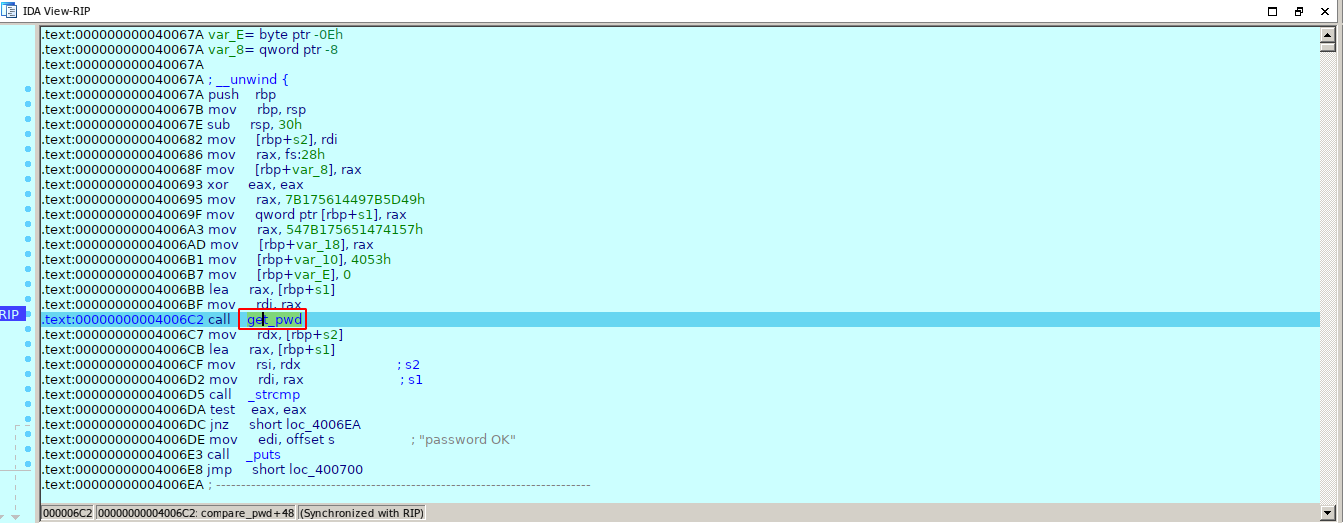 IDA View-RIP
.text:000000000040067A var_E= byte ptr -0Eh
.text:000000000040067A var_8= qword ptr -8
.text:000000000040067A
.text:000000000040067A ; __unwind {
.text:000000000040067A push rbp
.text:000000000040067B mov rbp, rsp
.text:000000000040067E sub rsp, 30h
.text:0000000000400682 mov [rbp+s2], rdi
.text:0000000000400686 mov rax, fs:28h
.text:000000000040068F mov [rbp+var_8], rax
.text:0000000000400693 xor eax, eax
.text:0000000000400695 mov rax, 7B175614497B5D49h
.text:000000000040069F mov qword ptr [rbp+s1], rax
.text:00000000004006A3 mov rax, 547B175651474157h
.text:00000000004006AD mov [rbp+var_18], rax
.text:00000000004006B1 mov [rbp+var_10], 4053h
.text:00000000004006B7 mov [rbp+var_E], 0
.text:00000000004006BB lea rax, [rbp+s1]
.text:00000000004006BF mov rdi, rax
RIP .text:00000000004006C2 call get_pwd
.text:00000000004006C7 mov rdx, [rbp+s2]
.text:00000000004006CB lea rax, [rbp+s1]
.text:00000000004006CF mov rsi, rdx ; s2
.text:00000000004006D2 mov rdi, rax ; s1
.text:00000000004006D5 call _strcmp
.text:00000000004006DA test eax, eax
.text:00000000004006DC jnz short loc_4006EA
.text:00000000004006DE mov edi, offset s ; "password OK"
.text:00000000004006E3 call _puts
.text:00000000004006E8 jmp short loc_400700
.text:00000000004006EA ; ---------------------------------------------------------------------------
000006C2 00000000004006C2: compare_pwd+48 (Synchronized with RIP)